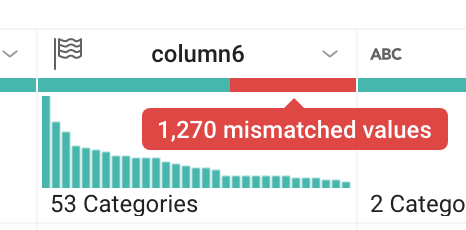 column6
ABC
1,270 mismatched values
53 Categories
2 Catego